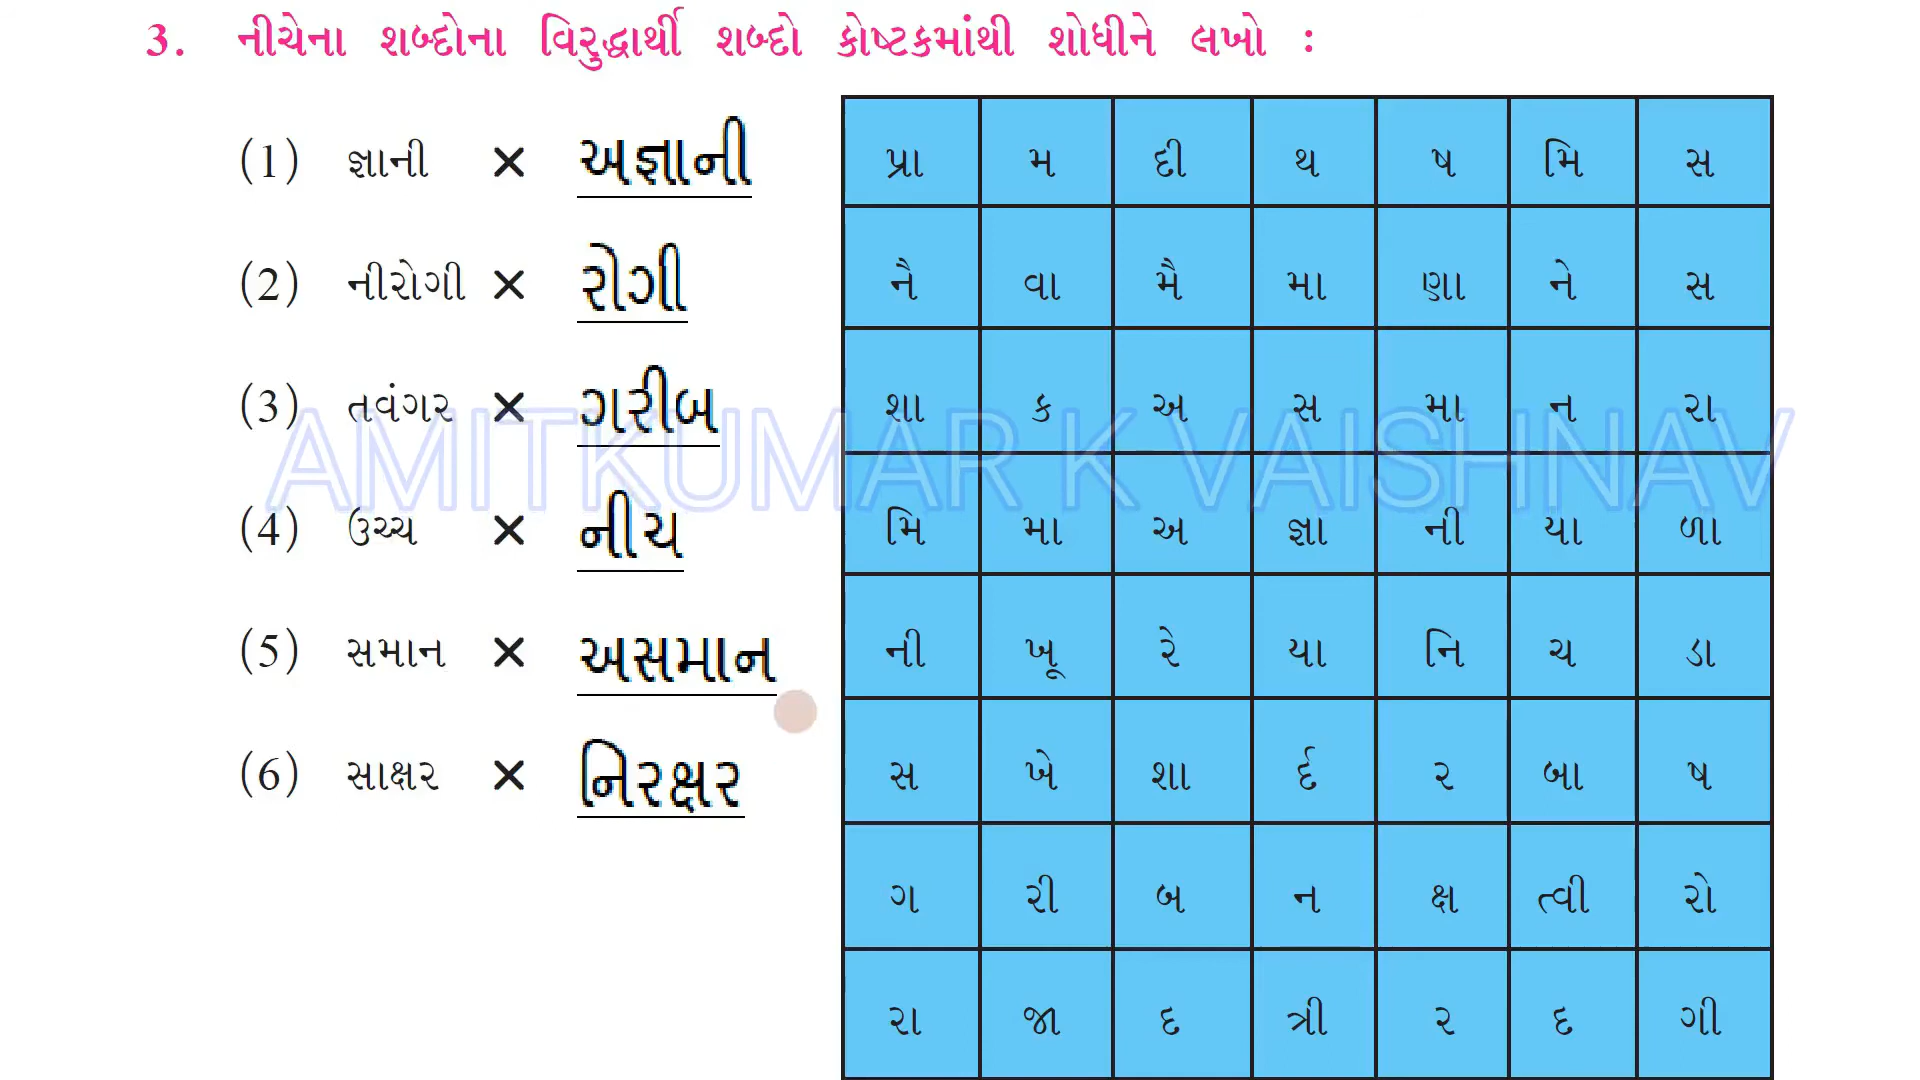 3. નીચેના શબ્દોના વિરુદ્ધાર્થી શબ્દો કોષ્ટકમાંથી શોધીને લખો :
(1) જ્ઞાની × અજ્ઞાની
(2) નીરોગી × રોગી
(3) તવંગર × ગરીબ
(4) ઉચ્ચ × નીચ
(5) સમાન × અસમાન
(6) સાક્ષર × નિરક્ષર
પ્રા મ દી થ ષ મિ સ
નૈ વા મૈ મા ણા ને સ
શા ક અ સ મા ન રા
મિ મા અ જ્ઞા ની યા ળા
ની ખૂ રે યા નિ ચ ડા
સ ખે શા ર્દ ર બા ષ
ગ રી બ ન ક્ષ ત્વી રો
રા જા દ ત્રી ર દ ગી
AMITKUMAR K VAISHNAV